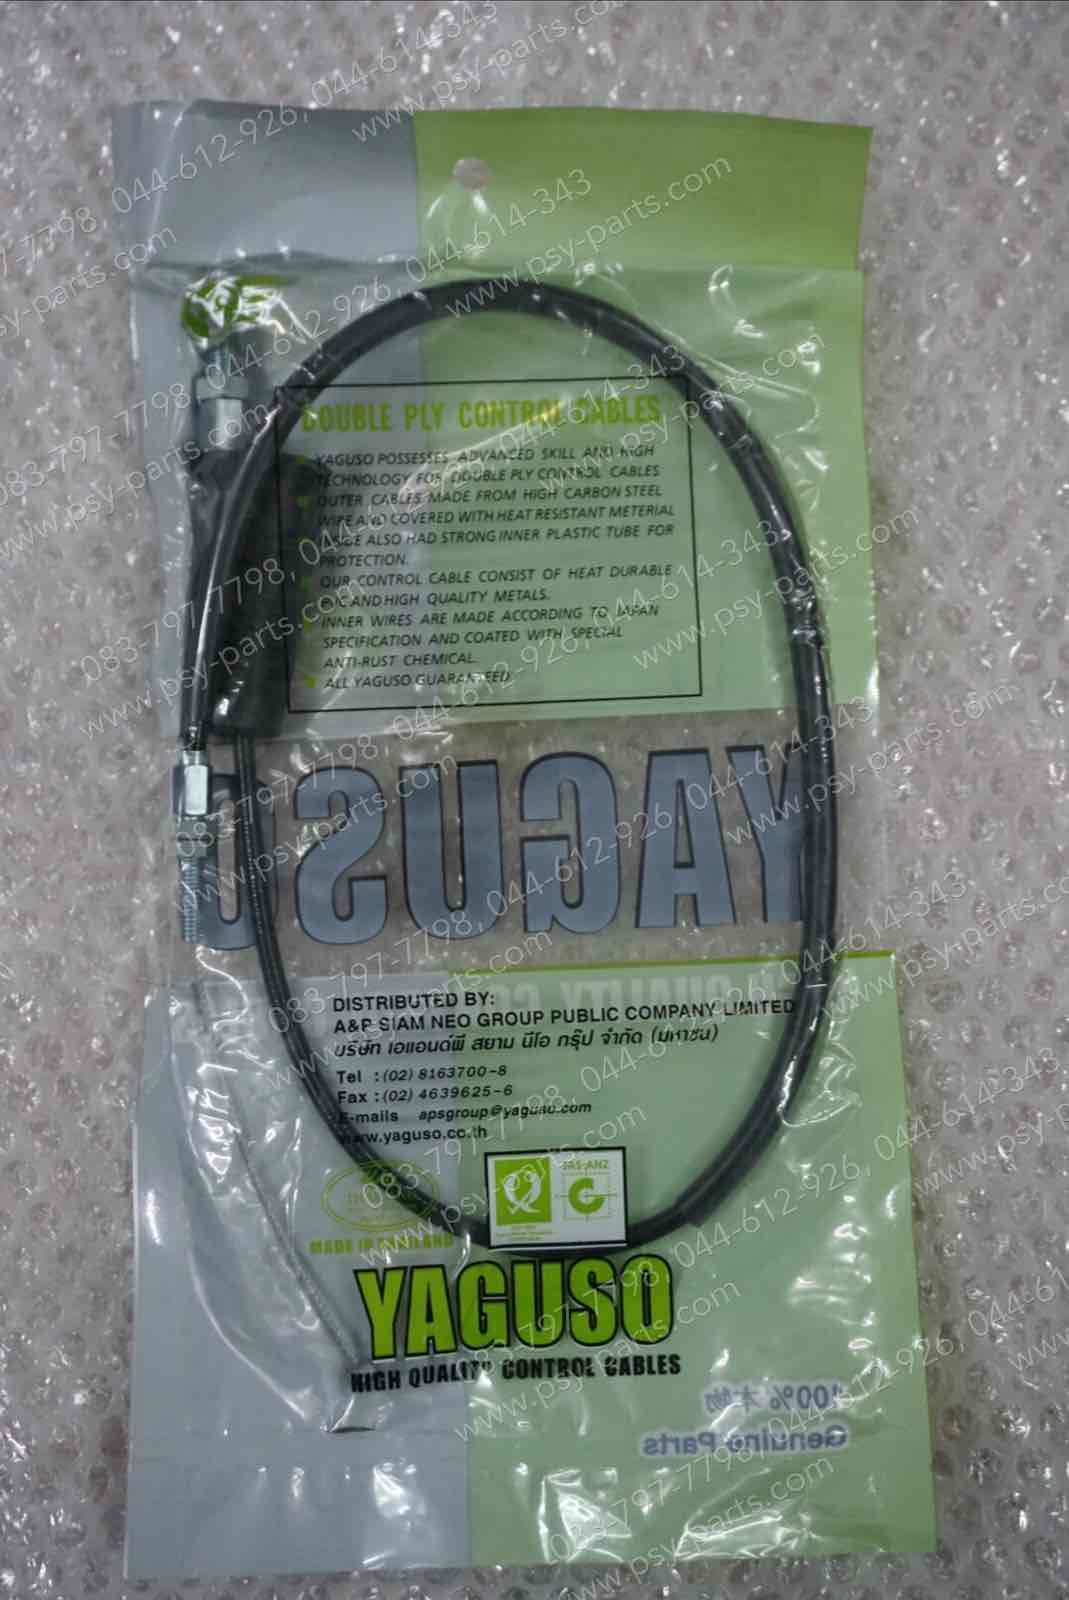 DOUBLE PLY CONTROL CABLES
YAGUSO POSSESSES ADVANCED SKILL AND HIGH
TECHNOLOGY FOR DOUBLE PLY CONTROL CABLES
OUTER CABLES MADE FROM HIGH CARBON STEEL
WIRE AND COVERED WITH HEAT RESISTANT METERIAL
INSIDE ALSO HAD STRONG INNER PLASTIC TUBE FOR
PROTECTION.
OUR CONTROL CABLE CONSIST OF HEAT DURABLE
PVC AND HIGH QUALITY METALS.
INNER WIRES ARE MADE ACCORDING TO JAPAN
SPECIFICATION AND COATED WITH SPECIAL
ANTI-RUST CHEMICAL.
ALL YAGUSO GUARANTEED.
YAGUSO
DISTRIBUTED BY:
A&P SIAM NEO GROUP PUBLIC COMPANY LIMITED
บริษัท เอแอนด์พี สยาม นีโอ กรุ๊ป จำกัด (มหาชน)
Tel : (02) 8163700-8
Fax : (02) 4639625-6
E-mails apsgroup@yaguso.com
www.yaguso.co.th
JAS-ANZ
MADE IN THAILAND
YAGUSO
HIGH QUALITY CONTROL CABLES
100% 本物
Genuine Parts
083-797-7798, 044-612-926, 044-614-343
www.psy-parts.com